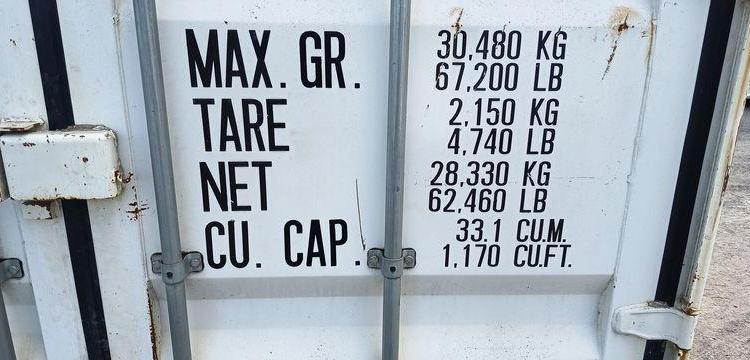 MAX. GR. 30,480 KG
67,200 LB
TARE 2,150 KG
4,740 LB
NET 28,330 KG
62,460 LB
CU. CAP. 33.1 CU.M.
1,170 CU.FT.